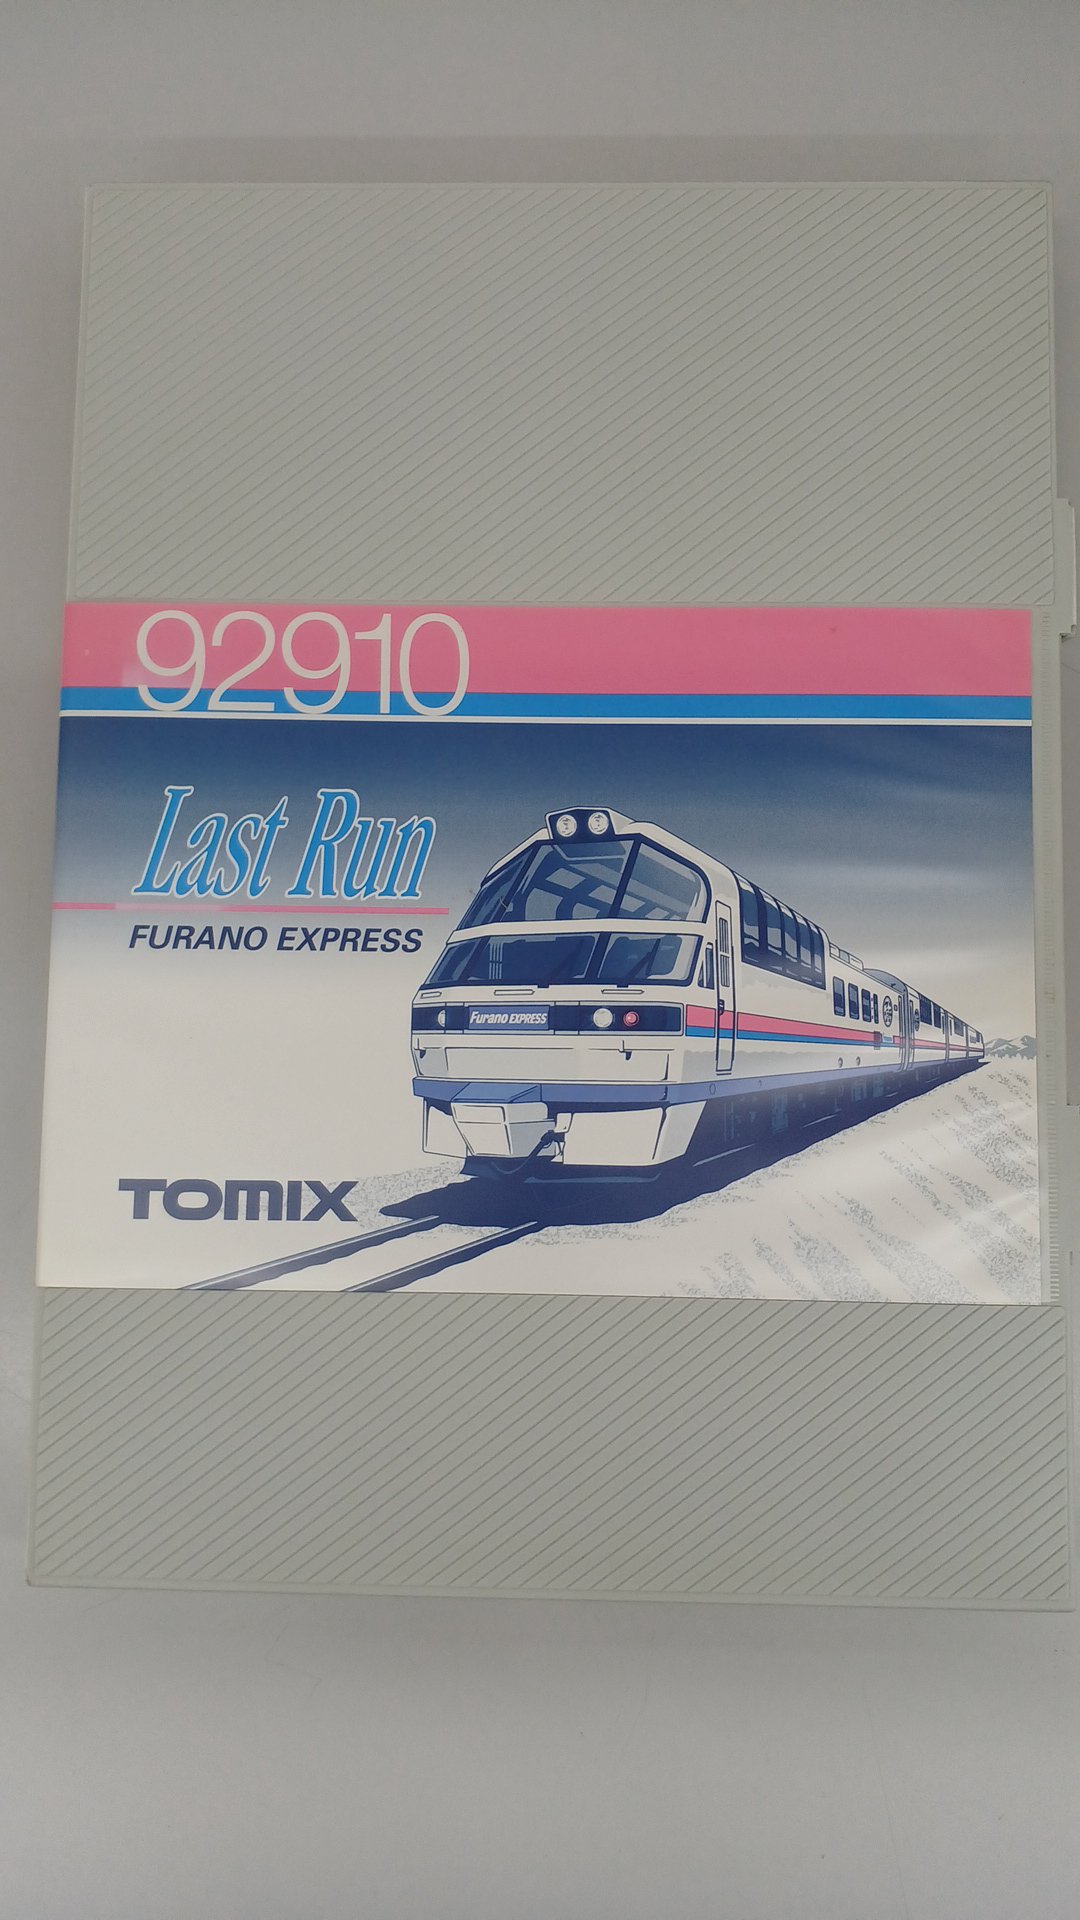 92910
Last Run
FURANO EXPRESS
Furano EXPRESS
TOMIX